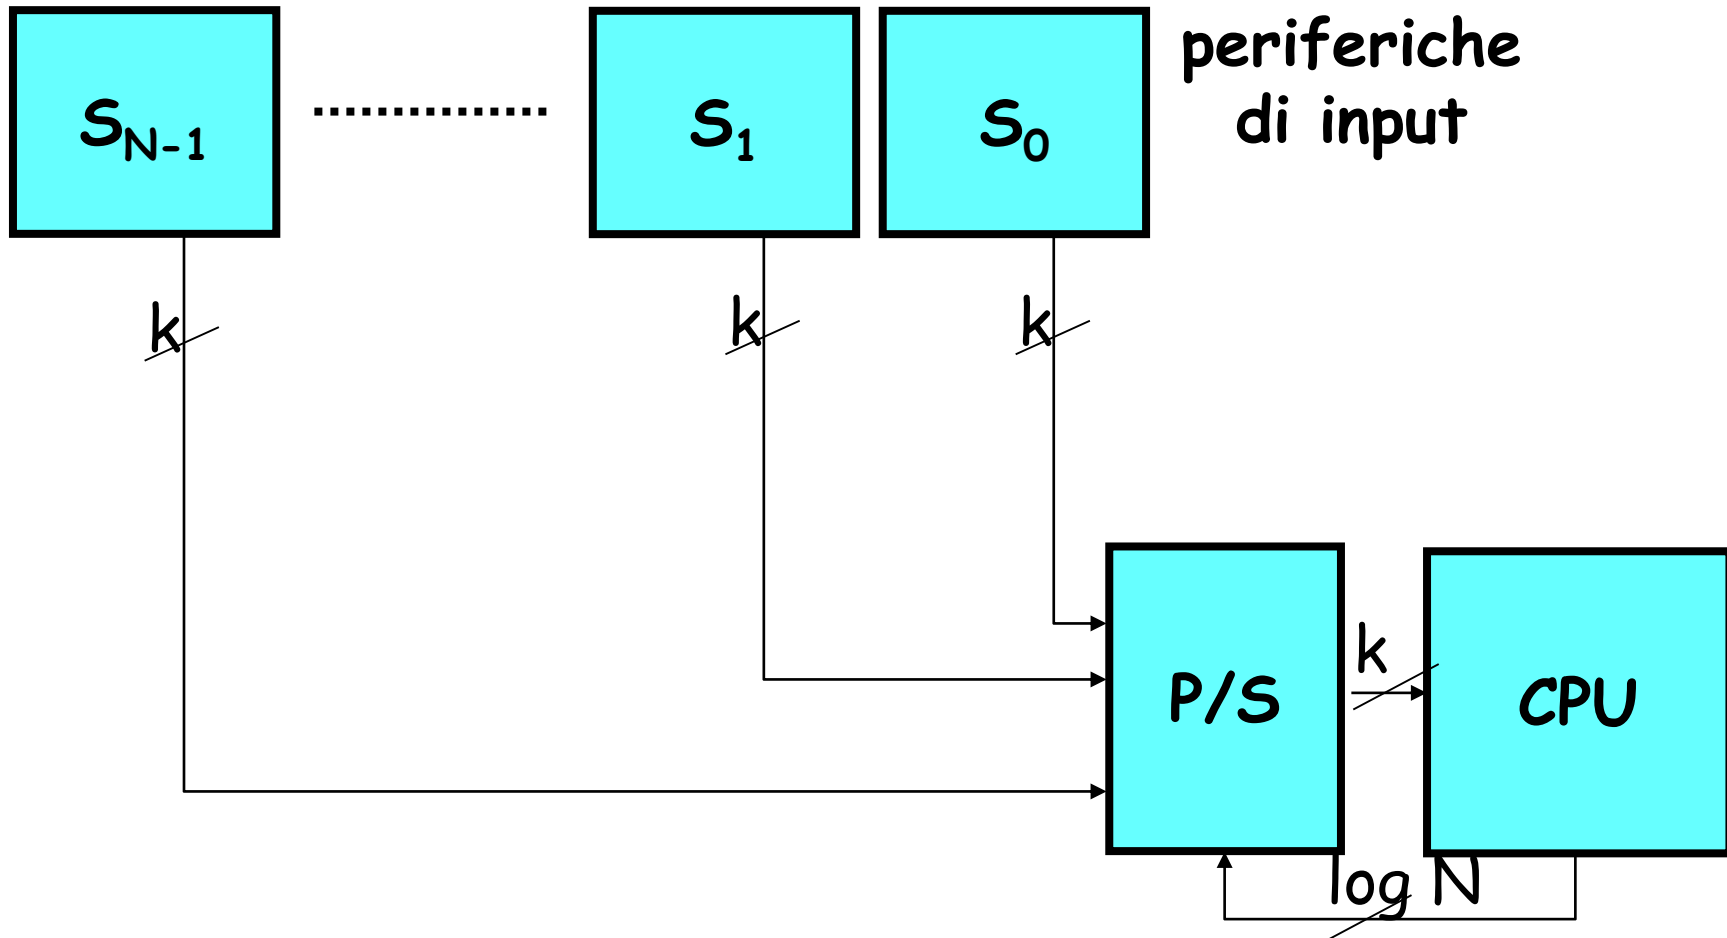 S_N-1 ............... S_1 S_0 periferiche
di input
k k k
k
P/S CPU
log N